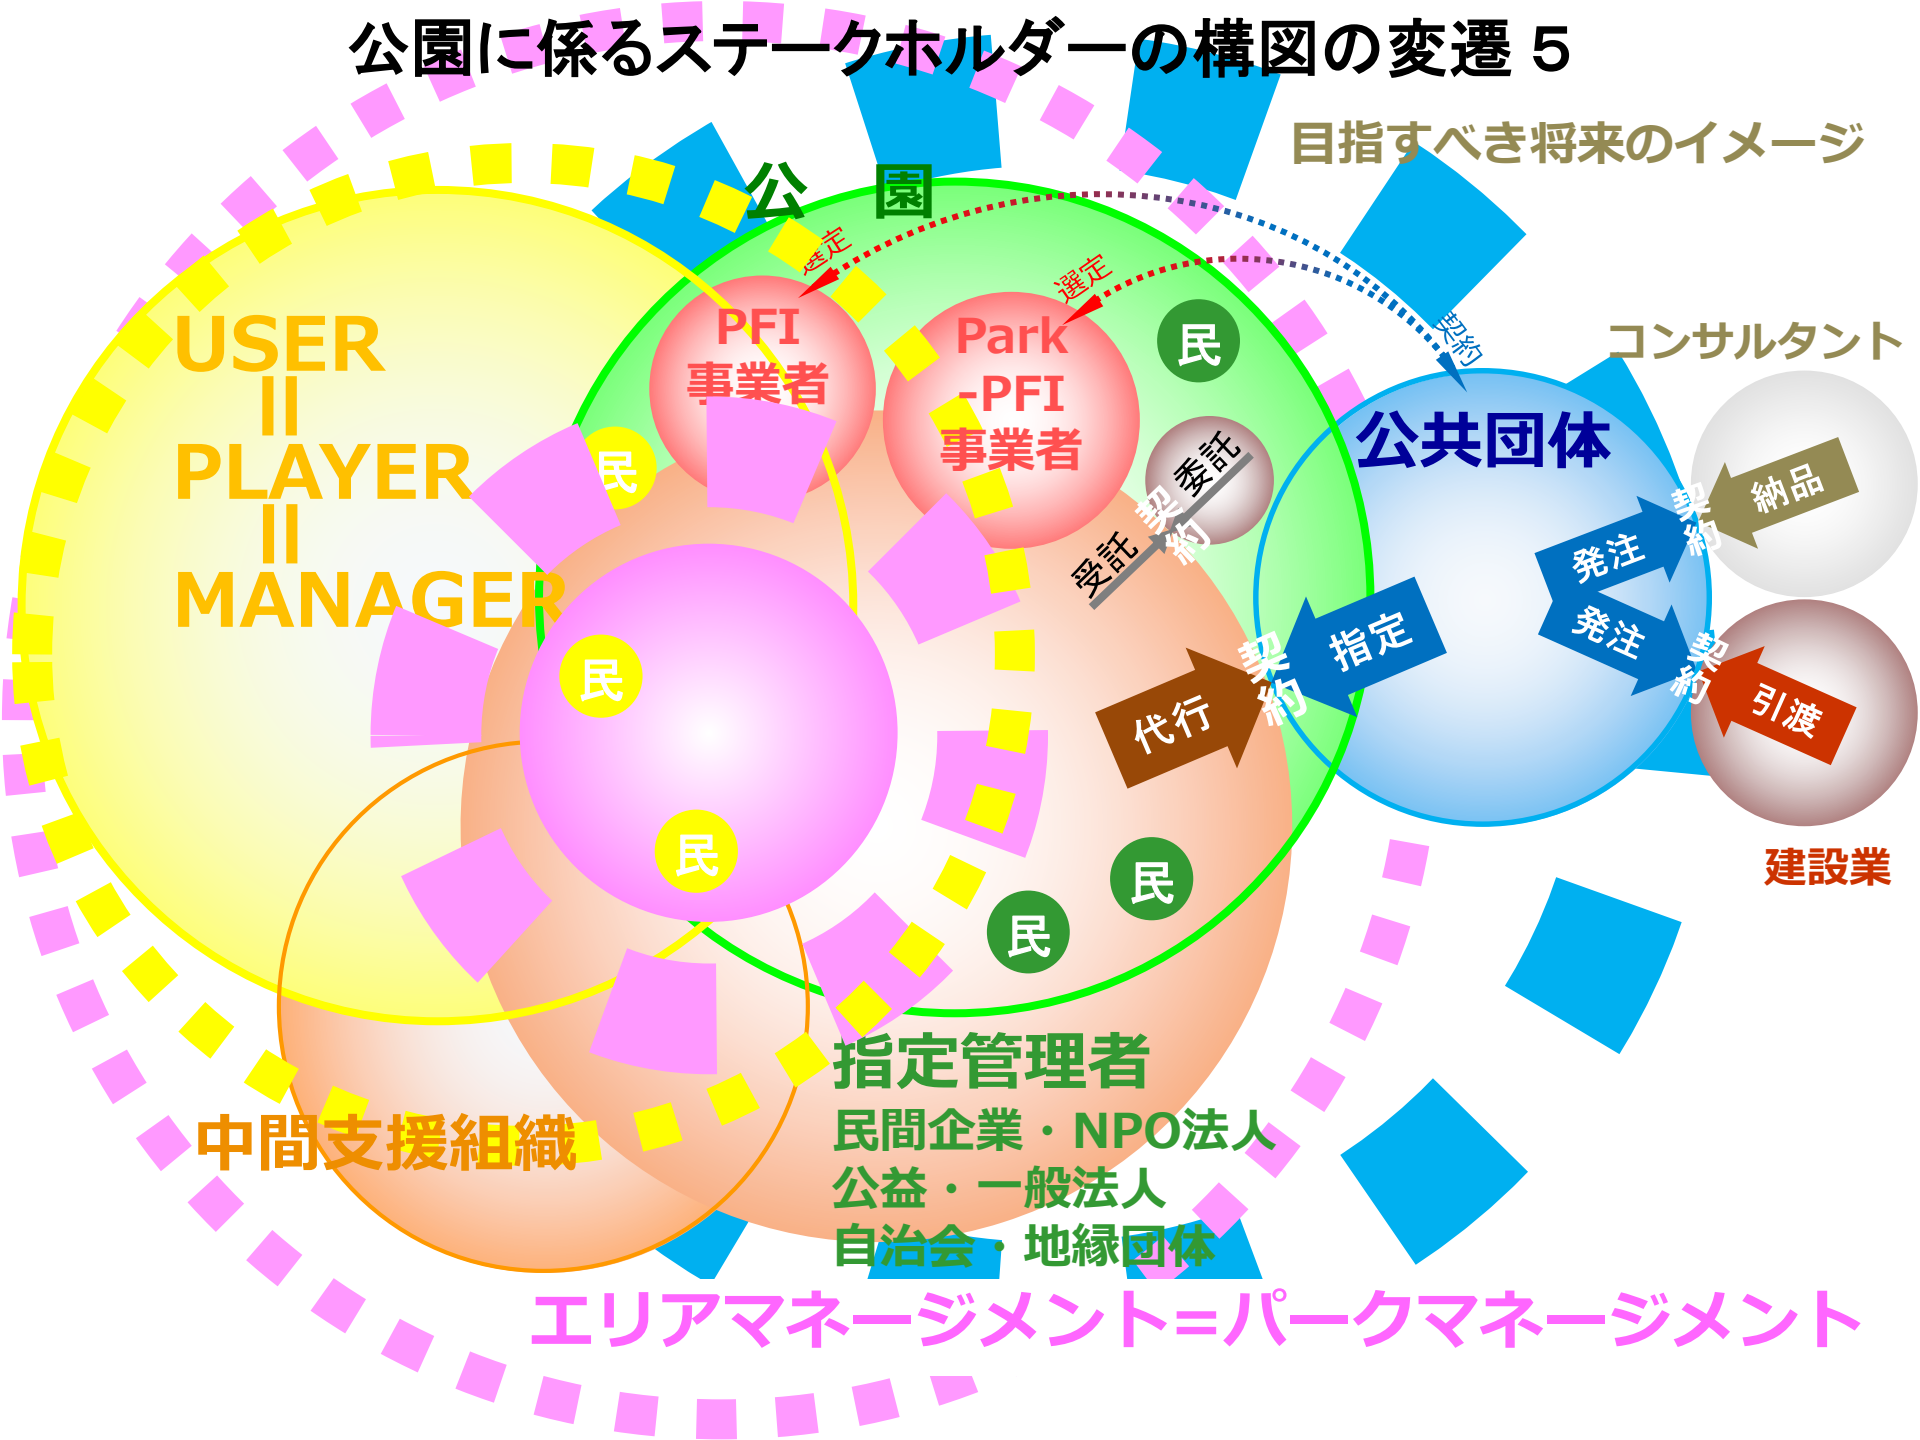 公園に係るステークホルダーの構図の変遷５
目指すべき将来のイメージ
公　園
選定
選定
契約
コンサルタント
USER
||
PLAYER
||
MANAGER
PFI
事業者
Park
-PFI
事業者
民
民
民
民
民
民
公共団体
委託
契約
受託
納品
契約
発注
発注
契約
引渡
指定
契約
代行
建設業
指定管理者
民間企業・NPO法人
公益・一般法人
自治会・地縁団体
中間支援組織
エリアマネージメント=パークマネージメント